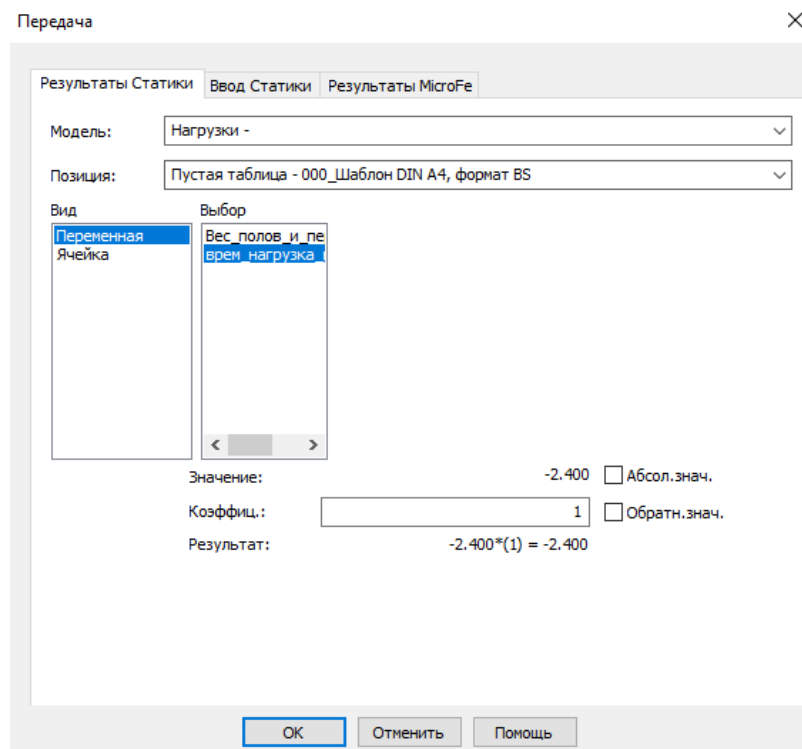 Передача
Результаты Статики Ввод Статики Результаты MicroFe
Модель: Нагрузки -
Позиция: Пустая таблица - 000_Шаблон DIN A4, формат BS
Вид Выбор
Переменная Вес_полов_и_пе
Ячейка врем_нагрузка_
Значение: -2.400 Абсол.знач.
Коэффиц.: 1 Обратн.знач.
Результат: -2.400*(1) = -2.400
OK Отменить Помощь